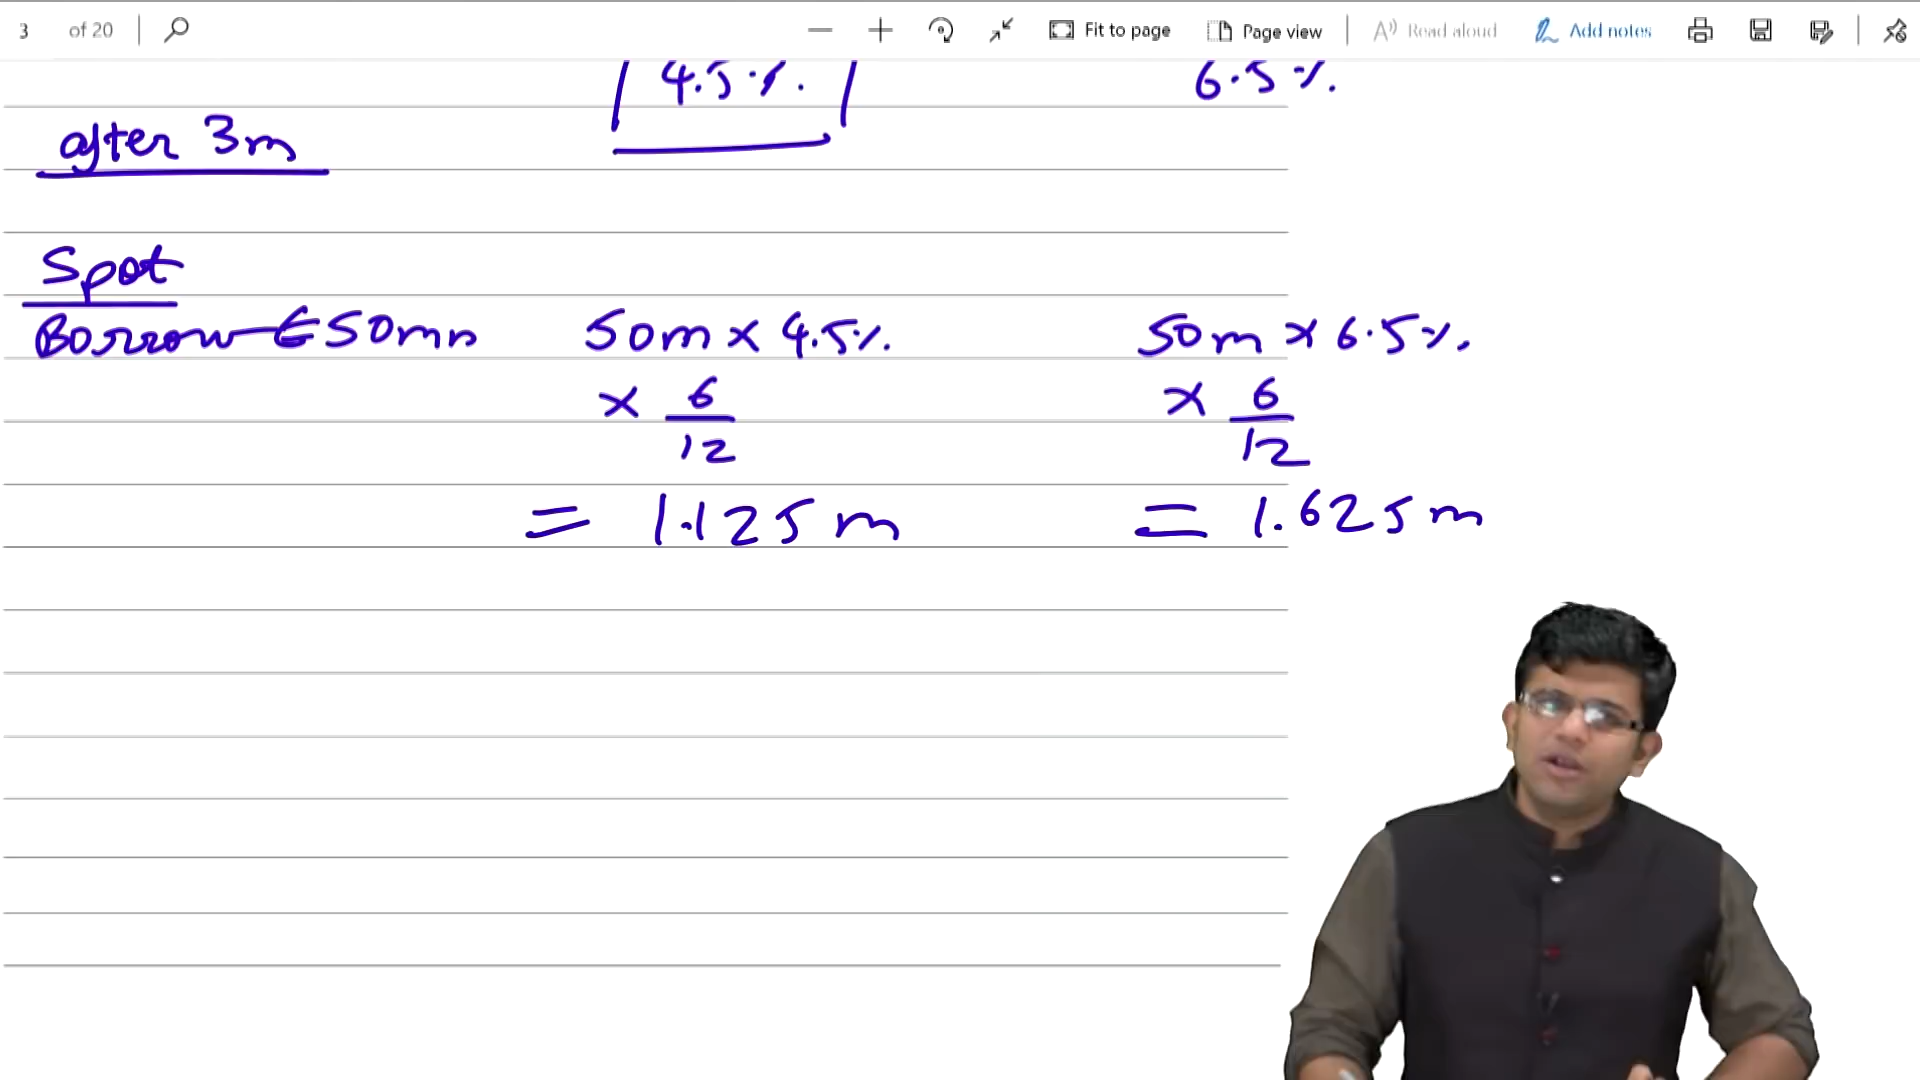 3 of 20 Fit to page Page view Read aloud Add notes
4.5% 6.5%
after 3m
Spot
Borrow €50mn 50m x 4.5% 50m x 6.5%
x 6/12 x 6/12
= 1.125m = 1.625m